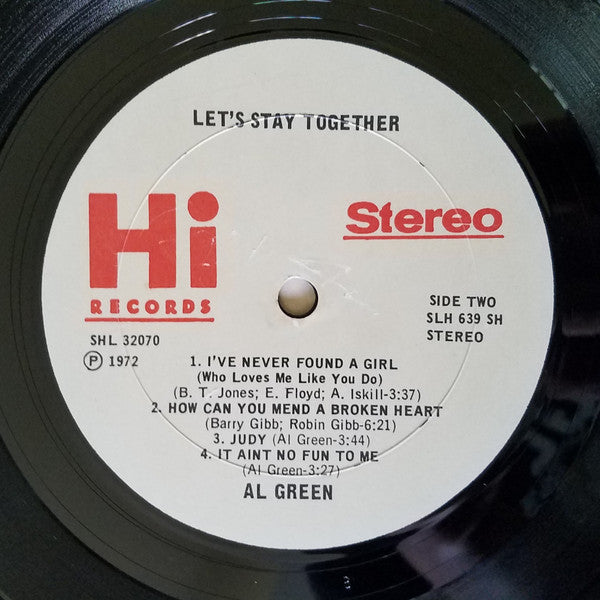 LET'S STAY TOGETHER
Hi
RECORDS
Stereo
SHL 32070
Ⓟ 1972
SIDE TWO
SLH 639 SH
STEREO
1. I'VE NEVER FOUND A GIRL
(Who Loves Me Like You Do)
(B. T. Jones; E. Floyd; A. Iskill-3:37)
2. HOW CAN YOU MEND A BROKEN HEART
(Barry Gibb; Robin Gibb-6:21)
3. JUDY (Al Green-3:44)
4. IT AINT NO FUN TO ME
(Al Green-3:27)
AL GREEN